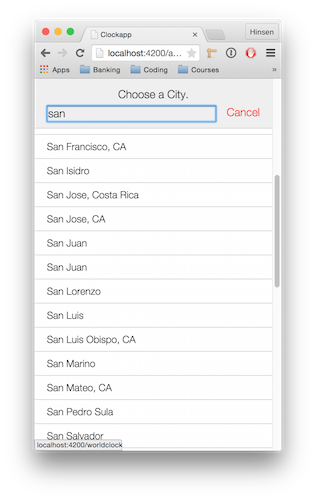 Clockapp
Hinsen
localhost:4200/a...
Apps
Banking
Coding
Courses
»
Choose a City.
san
Cancel
San Francisco, CA
San Isidro
San Jose, Costa Rica
San Jose, CA
San Juan
San Juan
San Lorenzo
San Luis
San Luis Obispo, CA
San Marino
San Mateo, CA
San Pedro Sula
San Salvador
localhost:4200/worldclock